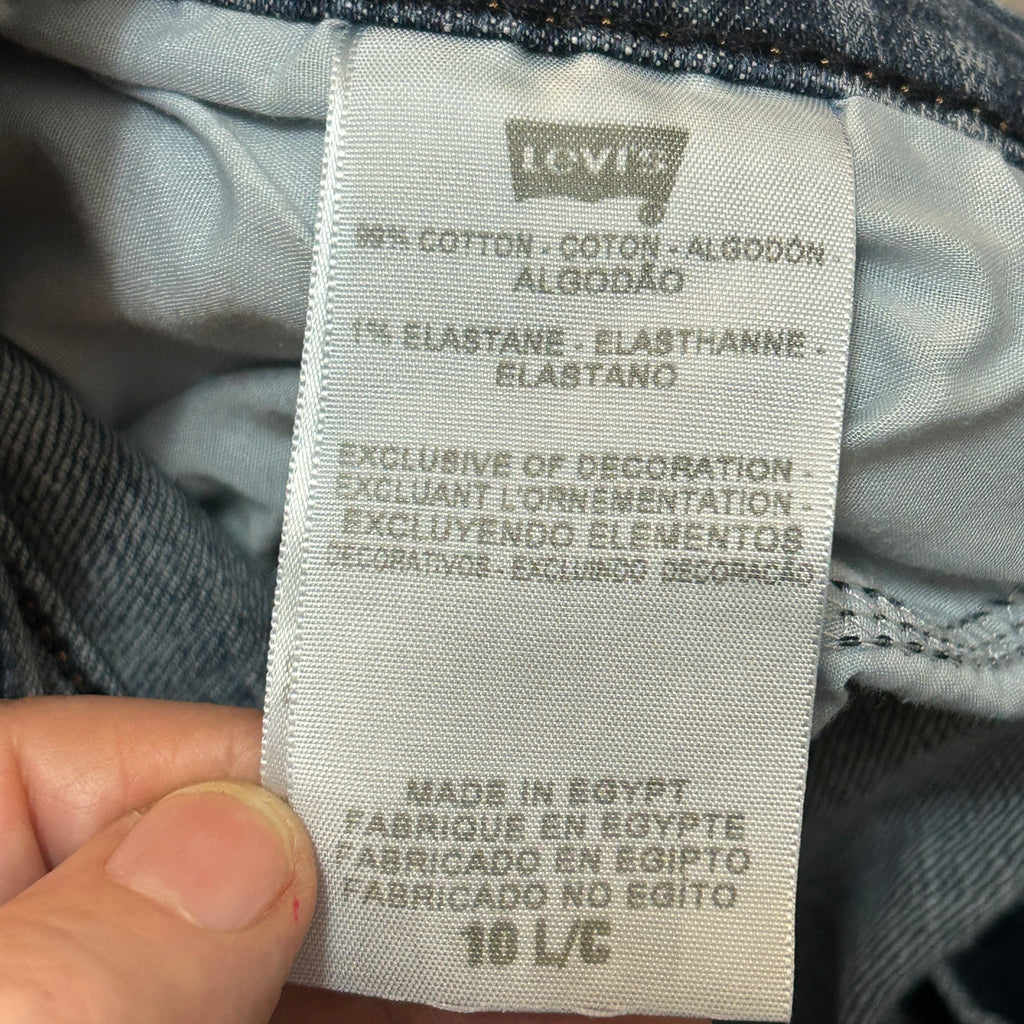 LEVI'S
®
99% COTTON - COTON - ALGODÓN
ALGODÃO
1% ELASTANE - ELASTHANNE -
ELASTANO
EXCLUSIVE OF DECORATION -
EXCLUANT L'ORNEMENTATION -
EXCLUYENDO ELEMENTOS
DECORATIVOS - EXCLUINDO DECORAÇÃO
MADE IN EGYPT
FABRIQUE EN EGYPTE
FABRICADO EN EGIPTO
FABRICADO NO EGITO
10 L/C